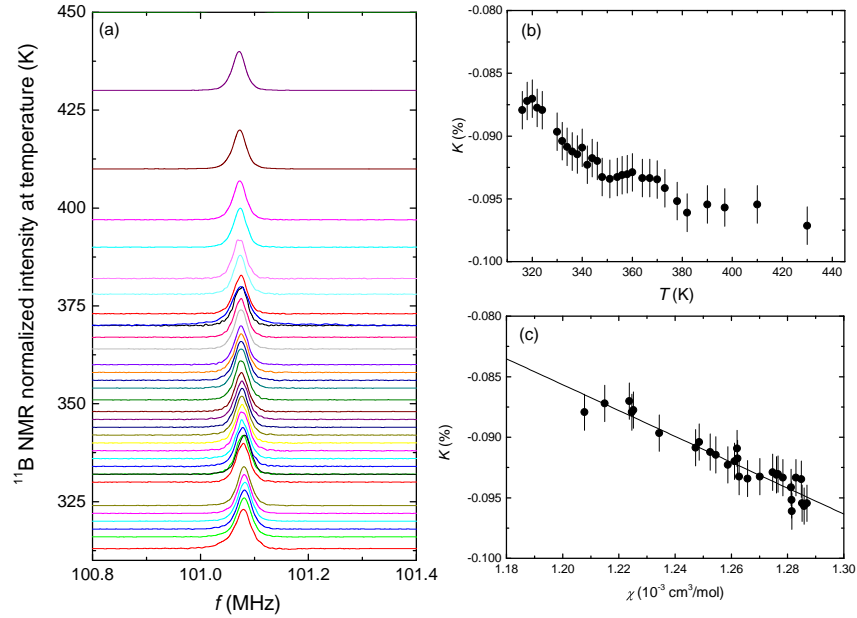 (a)
450
425
400
375
350
325
¹¹B NMR normalized intensity at temperature (K)
100.8 101.0 101.2 101.4
f (MHz)
(b)
-0.080
-0.085
-0.090
-0.095
-0.100
K (%)
320 340 360 380 400 420 440
T (K)
(c)
-0.080
-0.085
-0.090
-0.095
-0.100
K (%)
1.18 1.20 1.22 1.24 1.26 1.28 1.30
χ (10⁻³ cm³/mol)